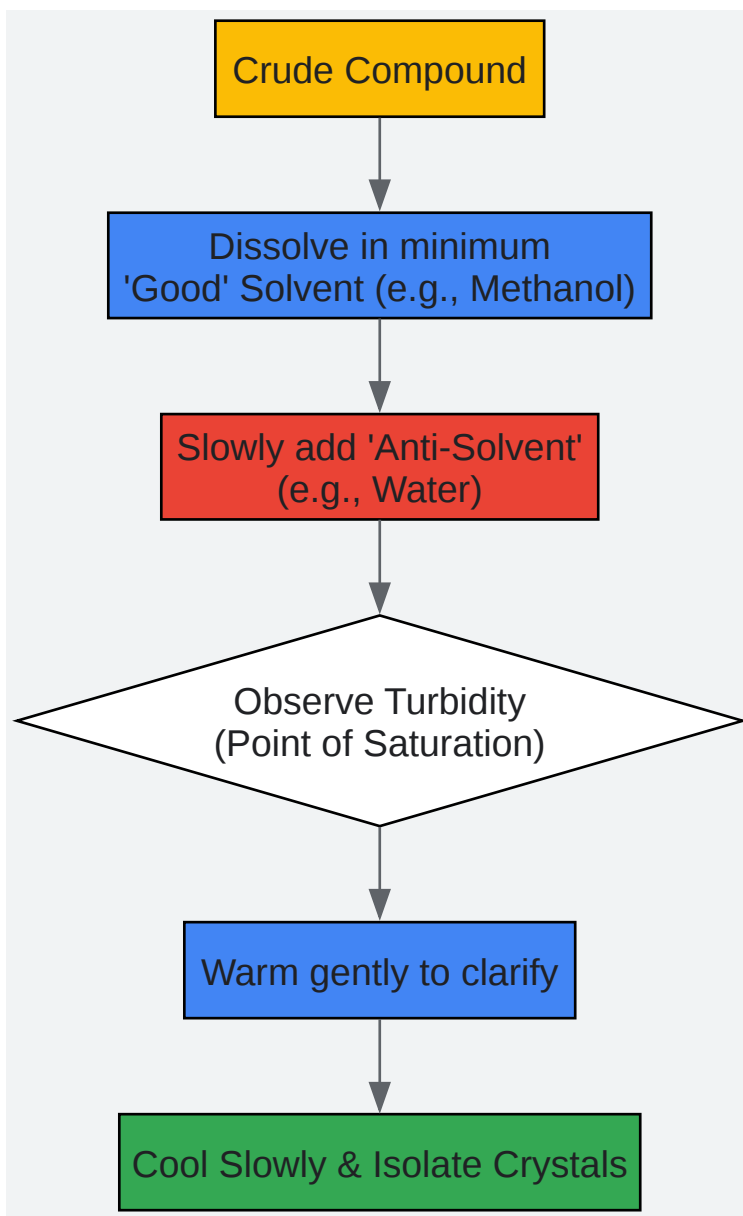 Crude Compound
Dissolve in minimum
'Good' Solvent (e.g., Methanol)
Slowly add 'Anti-Solvent'
(e.g., Water)
Observe Turbidity
(Point of Saturation)
Warm gently to clarify
Cool Slowly & Isolate Crystals